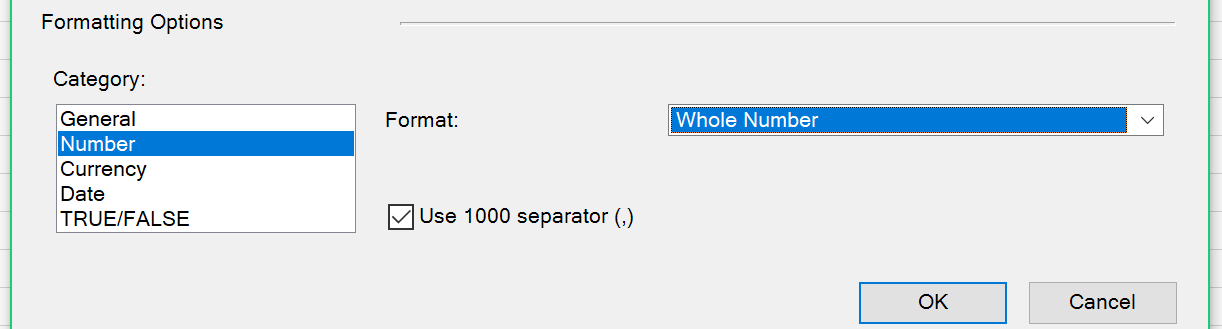 Formatting Options
Category:
General
Number
Currency
Date
TRUE/FALSE
Format:
Whole Number
Use 1000 separator (,)
OK
Cancel